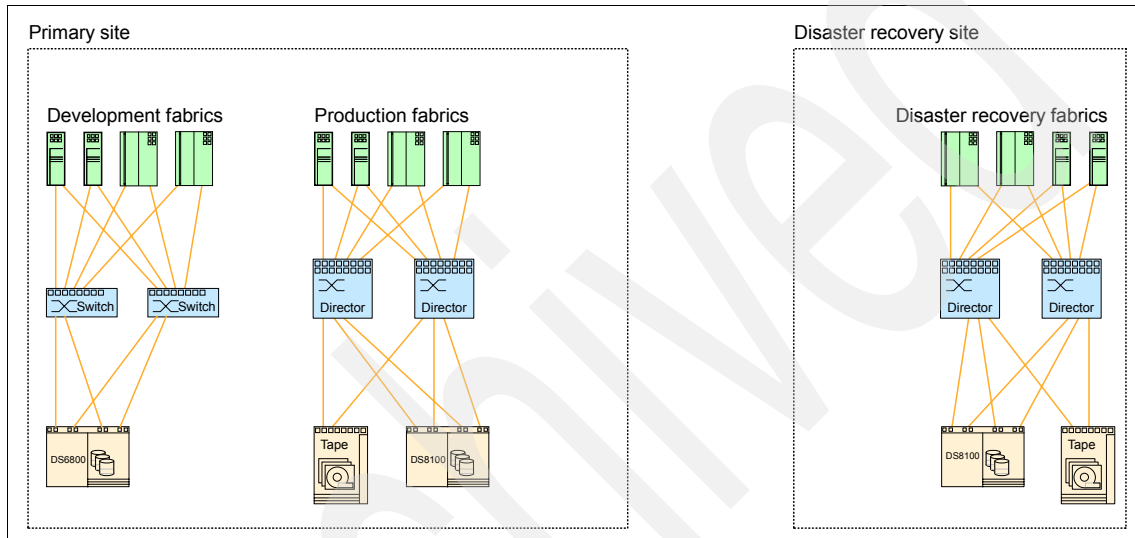 Primary site
Disaster recovery site
Development fabrics
Production fabrics
Disaster recovery fabrics
Switch
Switch
Director
Director
Director
Director
DS6800
Tape
DS8100
DS8100
Tape